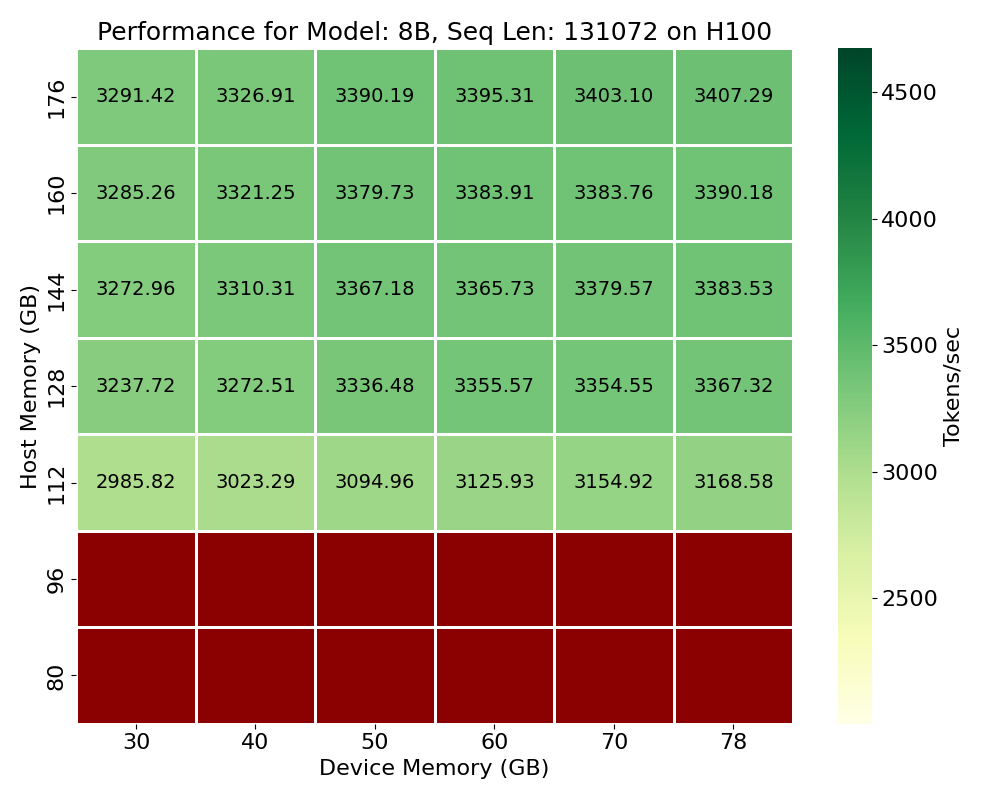 Performance for Model: 8B, Seq Len: 131072 on H100
176 3291.42 3326.91 3390.19 3395.31 3403.10 3407.29
160 3285.26 3321.25 3379.73 3383.91 3383.76 3390.18
144 3272.96 3310.31 3367.18 3365.73 3379.57 3383.53
128 3237.72 3272.51 3336.48 3355.57 3354.55 3367.32
112 2985.82 3023.29 3094.96 3125.93 3154.92 3168.58
96
80
Host Memory (GB)
30 40 50 60 70 78
Device Memory (GB)
4500
4000
3500
3000
2500
Tokens/sec